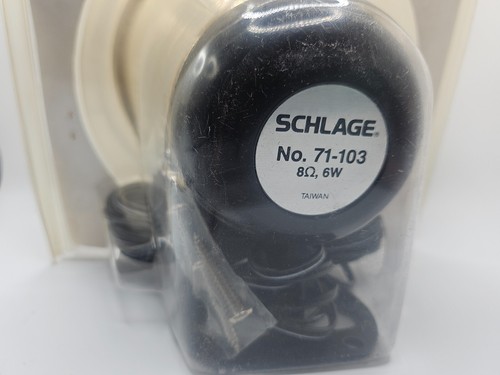 SCHLAGE®
No. 71-103
8Ω, 6W
TAIWAN